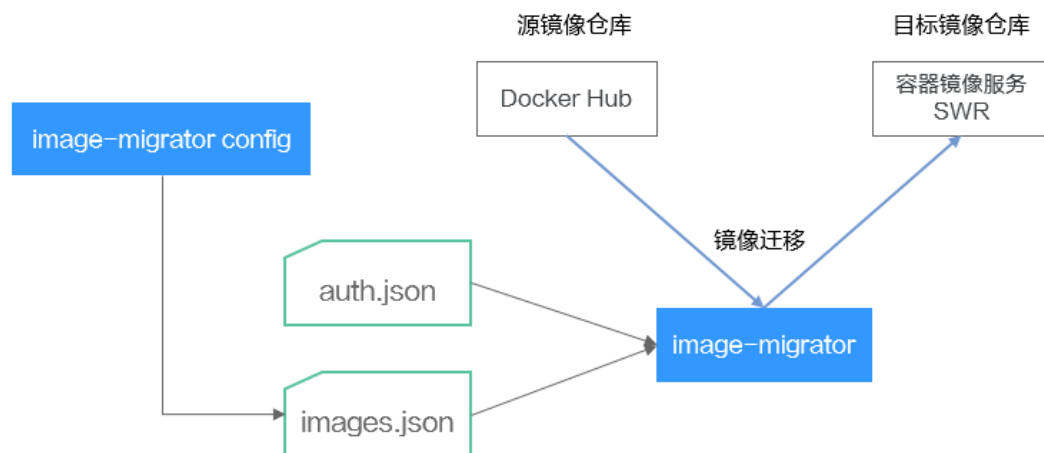 源镜像仓库
目标镜像仓库
Docker Hub
容器镜像服务
SWR
image-migrator config
镜像迁移
auth.json
image-migrator
images.json